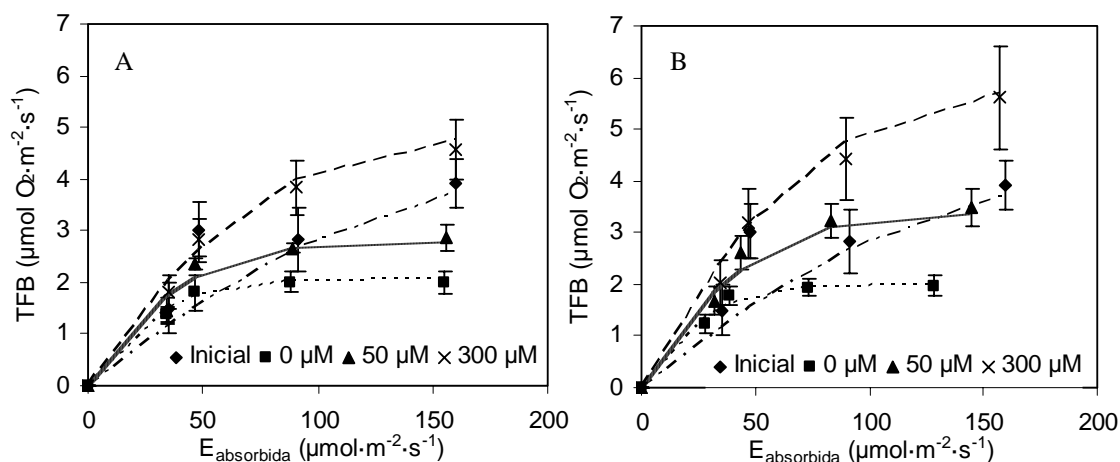 A
TFB (µmol O₂·m⁻²·s⁻¹)
7
6
5
4
3
2
1
0
◆ Inicial ■ 0 µM ▲ 50 µM × 300 µM
0 50 100 150 200
E absorbida (µmol·m⁻²·s⁻¹)
B
TFB (µmol O₂·m⁻²·s⁻¹)
7
6
5
4
3
2
1
0
◆ Inicial ■ 0 µM ▲ 50 µM × 300 µM
0 50 100 150 200
E absorbida (µmol·m⁻²·s⁻¹)